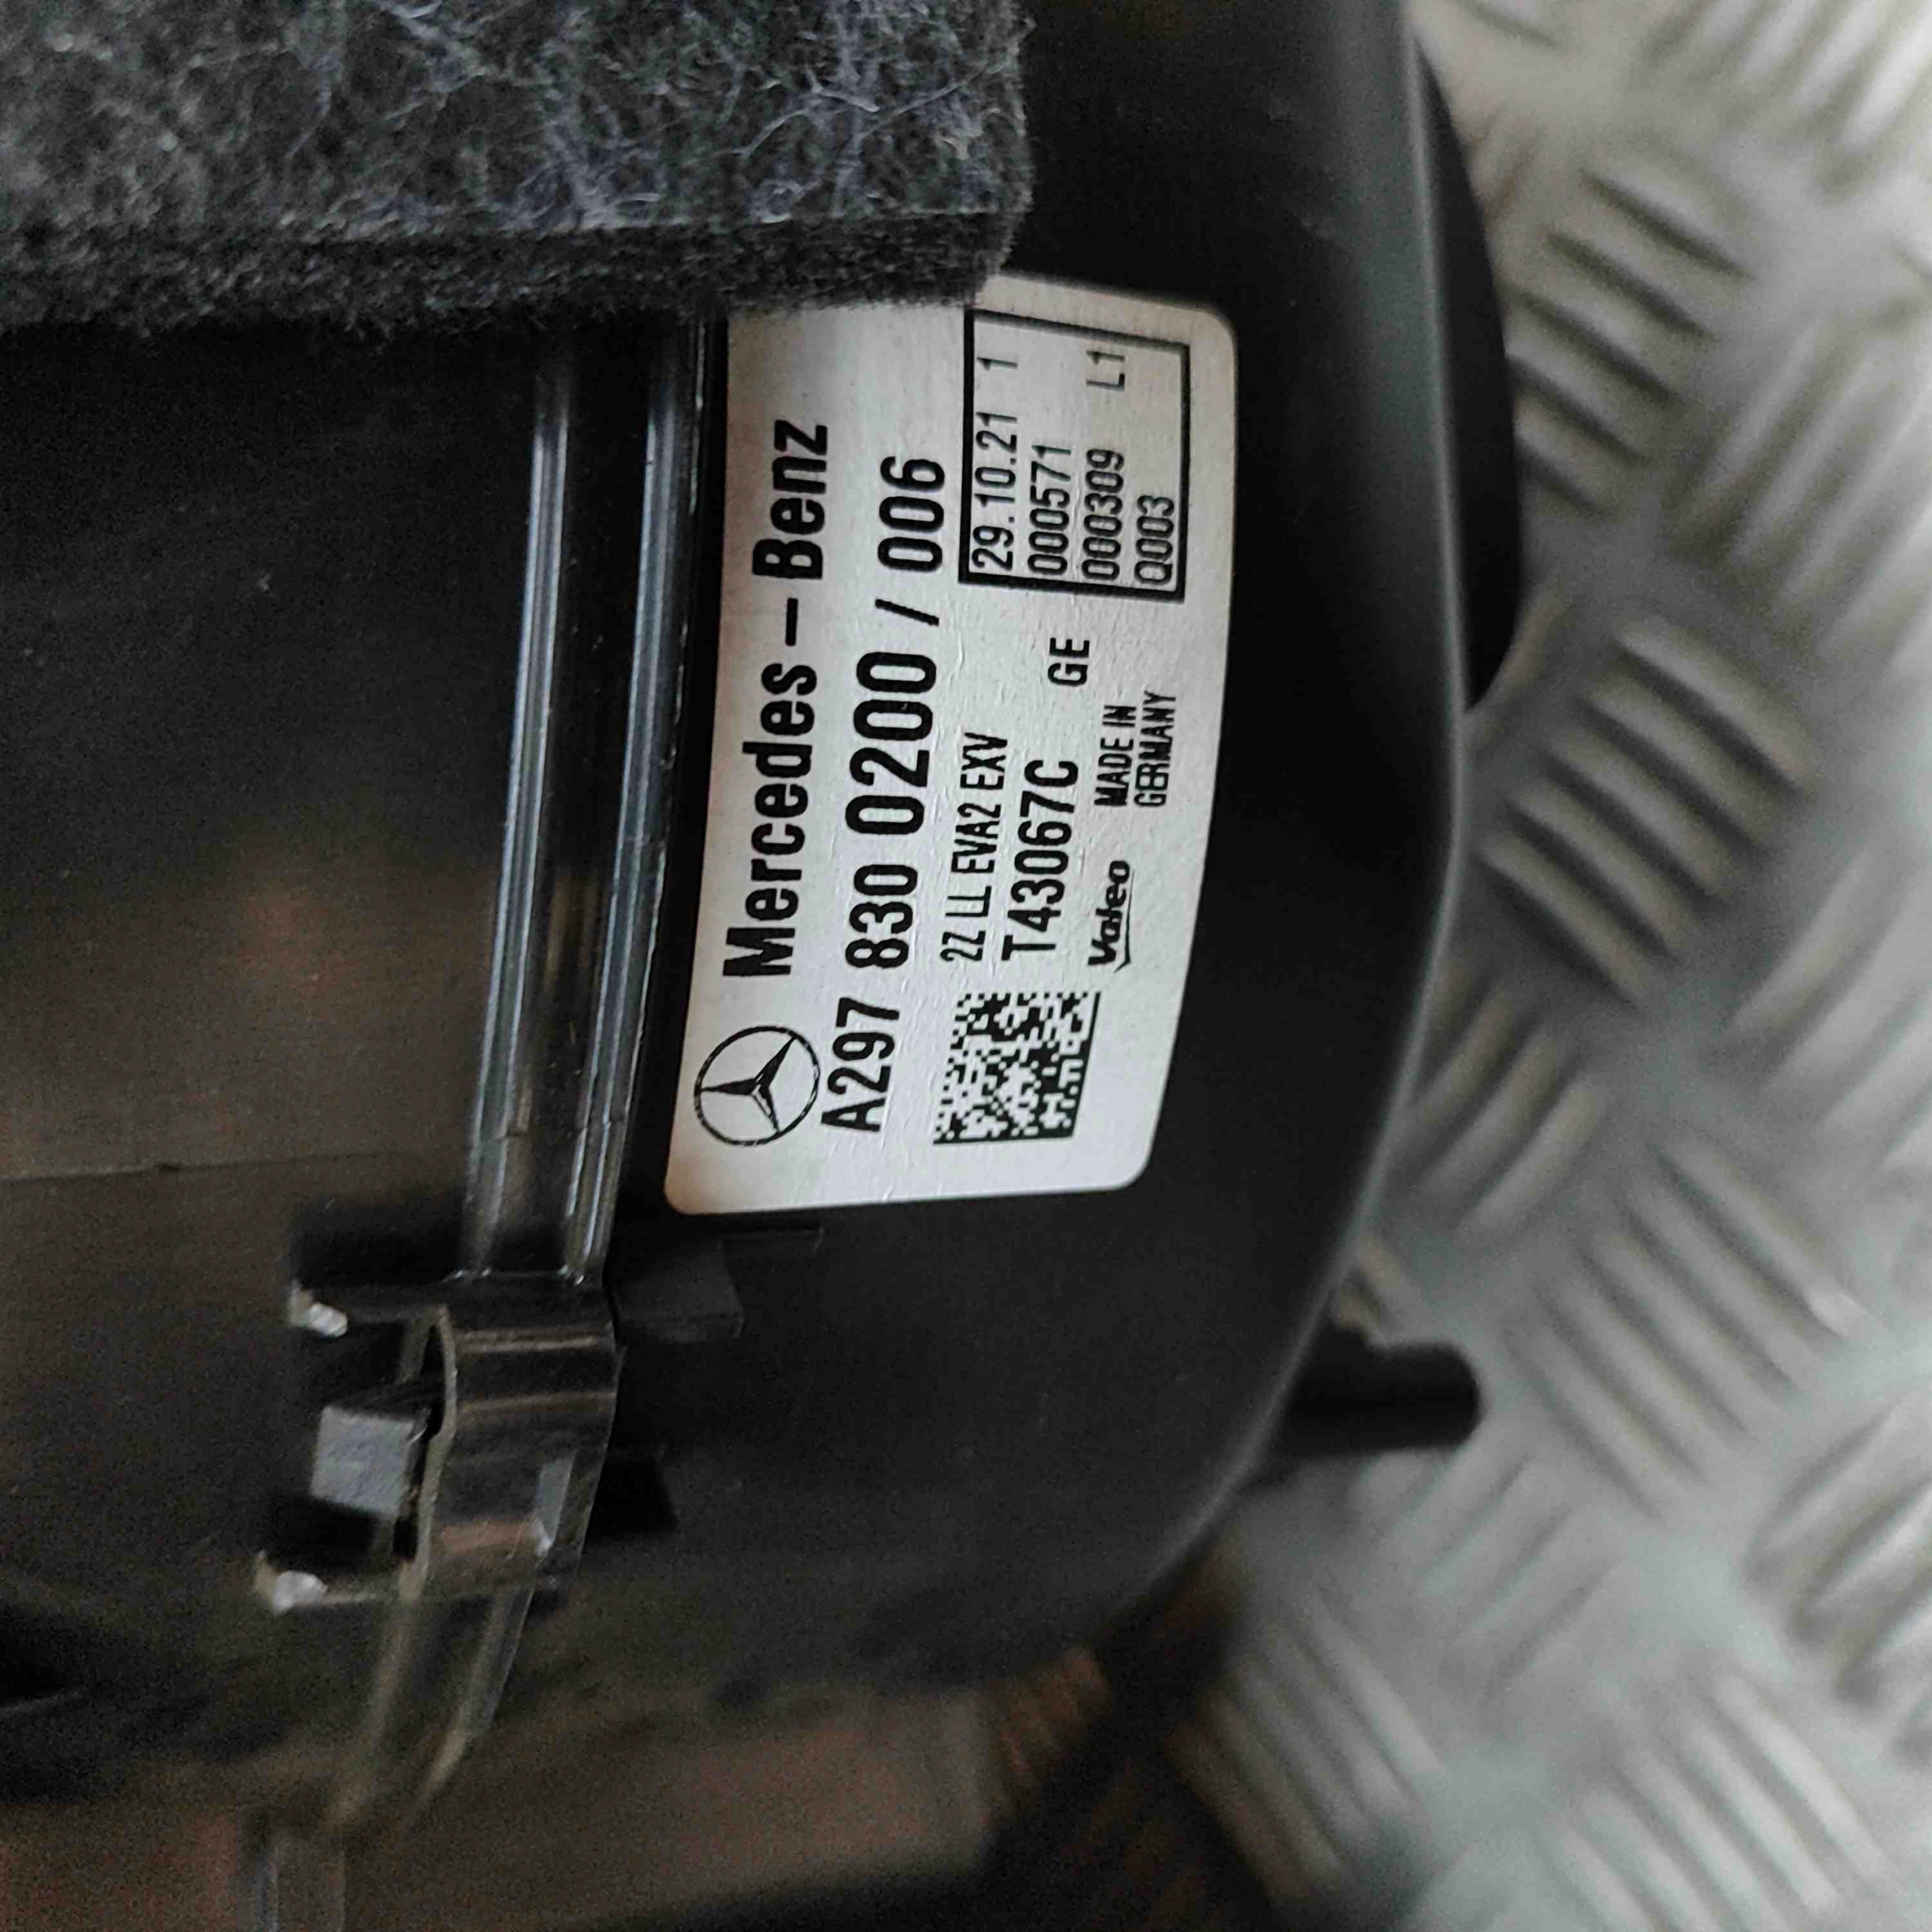 Mercedes-Benz
A297 830 0200 / 006
2Z LL EVA2 EXV
T43067C GE
Valeo
MADE IN
GERMANY
29.10.21 1
000571
000309 L1
Q003